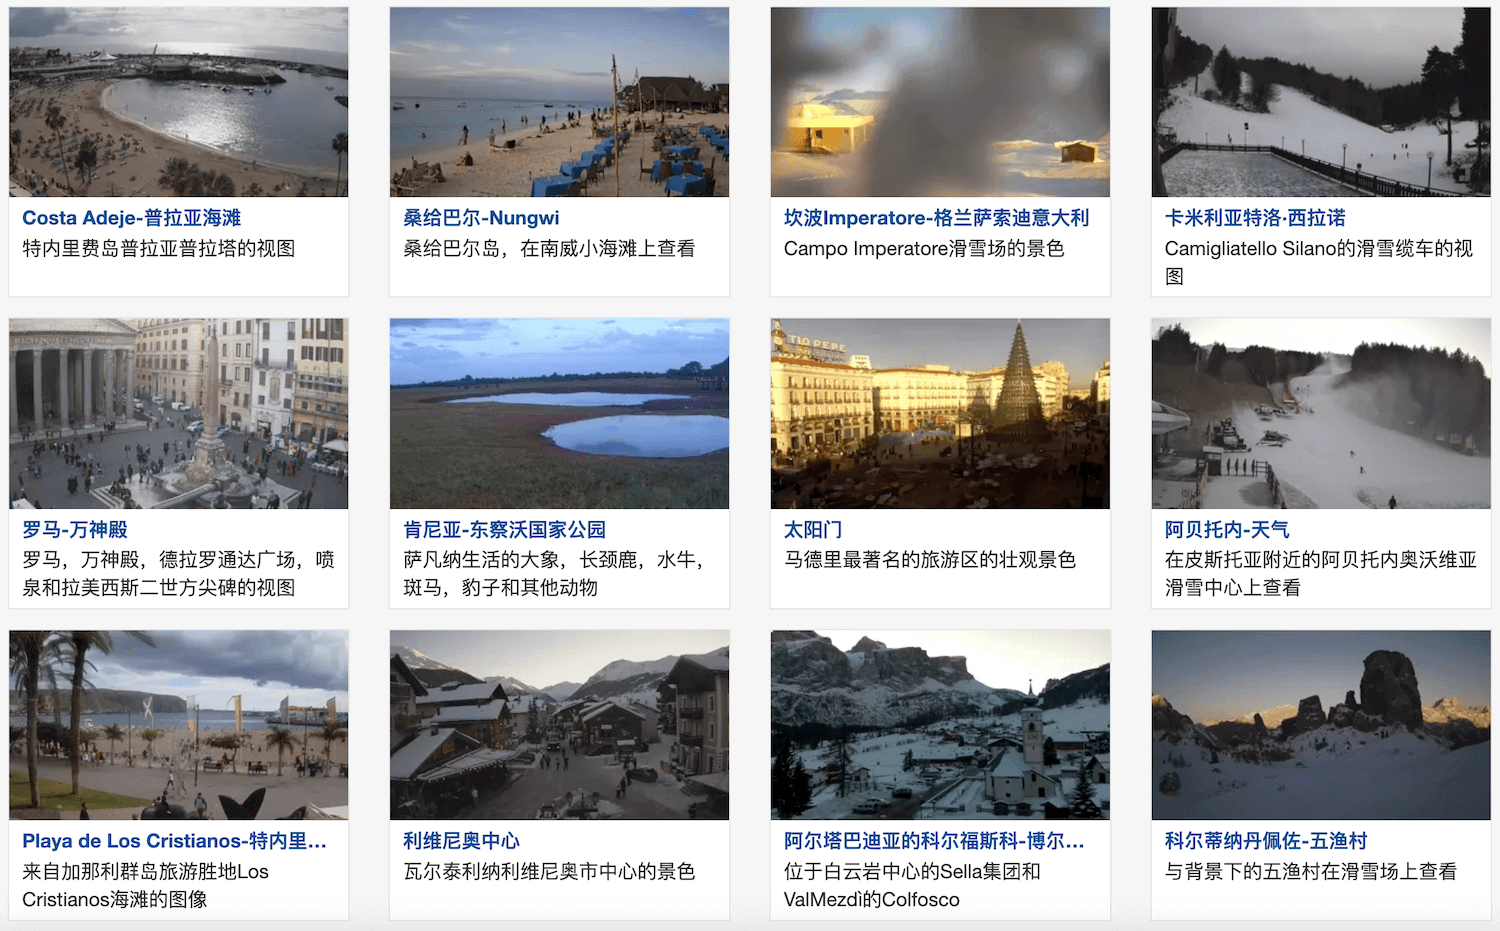 Costa Adeje-普拉亚海滩
特内里费岛普拉亚普拉塔的视图
桑给巴尔-Nungwi
桑给巴尔岛，在南威小海滩上查看
坎波Imperatore-格兰萨索迪意大利
Campo Imperatore滑雪场的景色
卡米利亚特洛·西拉诺
Camigliatello Silano的滑雪缆车的视
图
罗马-万神殿
罗马，万神殿，德拉罗通达广场，喷
泉和拉美西斯二世方尖碑的视图
肯尼亚-东察沃国家公园
萨凡纳生活的大象，长颈鹿，水牛，
斑马，豹子和其他动物
TIO PEPE
太阳门
马德里最著名的旅游区的壮观景色
阿贝托内-天气
在皮斯托亚附近的阿贝托内奥沃维亚
滑雪中心上查看
Playa de Los Cristianos-特内里...
来自加那利群岛旅游胜地Los
Cristianos海滩的图像
利维尼奥中心
瓦尔泰利纳利维尼奥市中心的景色
阿尔塔巴迪亚的科尔福斯科-博尔...
位于白云岩中心的Sella集团和
ValMezdì的Colfosco
科尔蒂纳丹佩佐-五渔村
与背景下的五渔村在滑雪场上查看